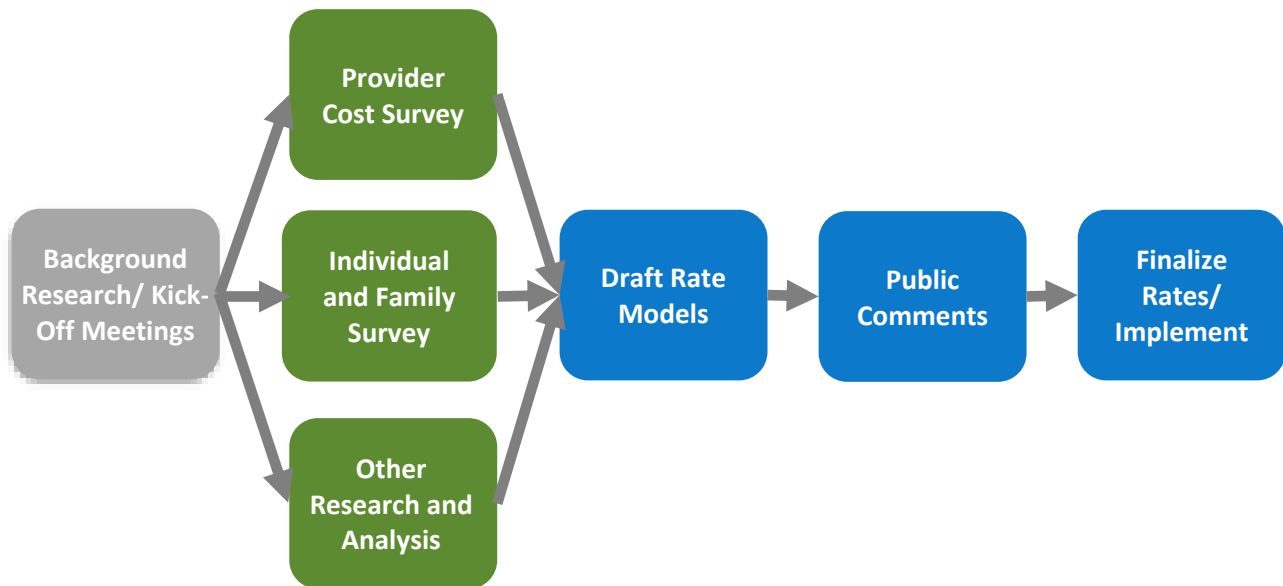 Provider
Cost Survey
Background
Research/ Kick-
Off Meetings
Individual
and Family
Survey
Draft Rate
Models
Public
Comments
Finalize
Rates/
Implement
Other
Research and
Analysis